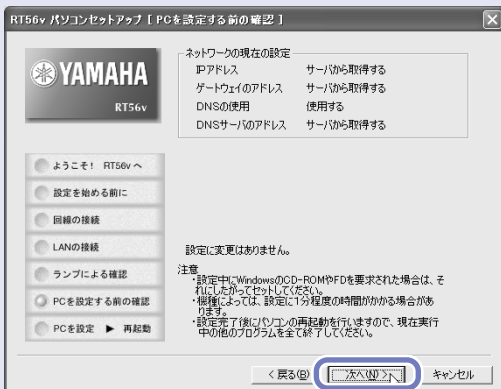 RT56v パソコンセットアップ [ PCを設定する前の確認 ]
YAMAHA
RT56v
ネットワークの現在の設定
IPアドレス サーバから取得する
ゲートウェイのアドレス サーバから取得する
DNSの使用 使用する
DNSサーバのアドレス サーバから取得する
ようこそ! RT56v へ
設定を始める前に
回線の接続
LANの接続
ランプによる確認
PCを設定する前の確認
PCを設定 ▶ 再起動
設定に変更はありません。
注意
・設定中にWindowsのCD-ROMやFDを要求された場合は、そ
れにしたがってセットしてください。
・機種によっては、設定に1分程度の時間がかかる場合があ
ります。
・設定完了後にパソコンの再起動を行いますので、現在実行
中の他のプログラムを全て終了してください。
< 戻る(B)
次へ(N) >
キャンセル